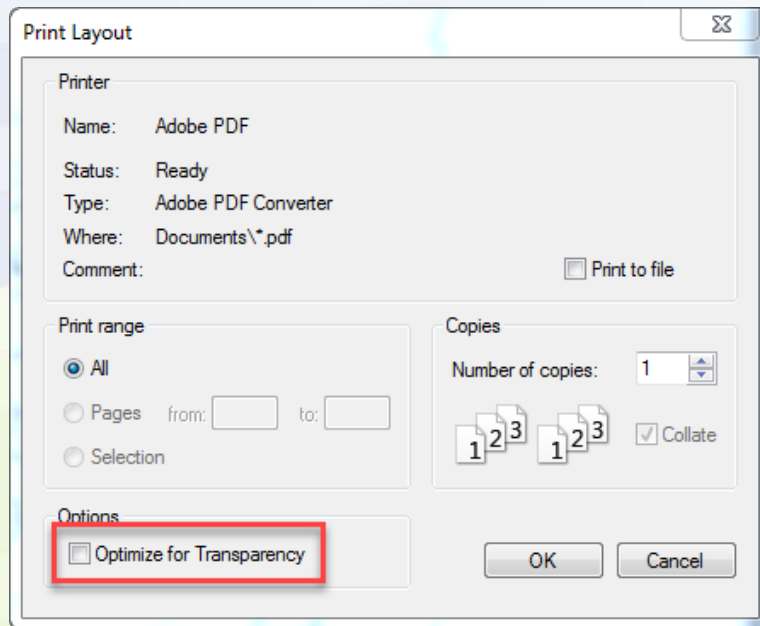 Print Layout
Printer
Name: Adobe PDF
Status: Ready
Type: Adobe PDF Converter
Where: Documents\*.pdf
Comment:
Print to file
Print range
All
Pages from: to:
Selection
Copies
Number of copies: 1
1 2 3 1 2 3
Collate
Options
Optimize for Transparency
OK Cancel